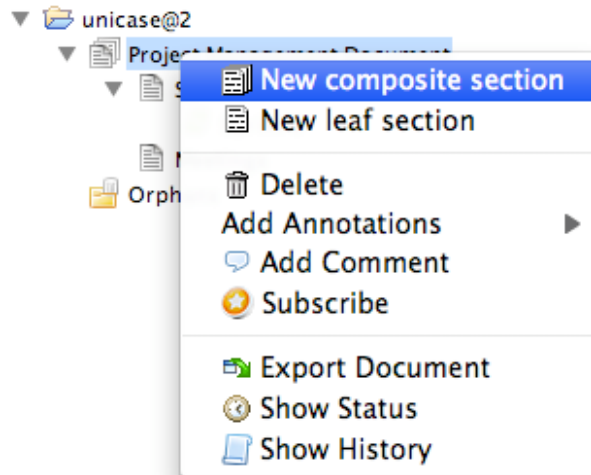 unicase@2
Project Management Document
New composite section
New leaf section
Delete
Orph
Add Annotations
Add Comment
Subscribe
Export Document
Show Status
Show History